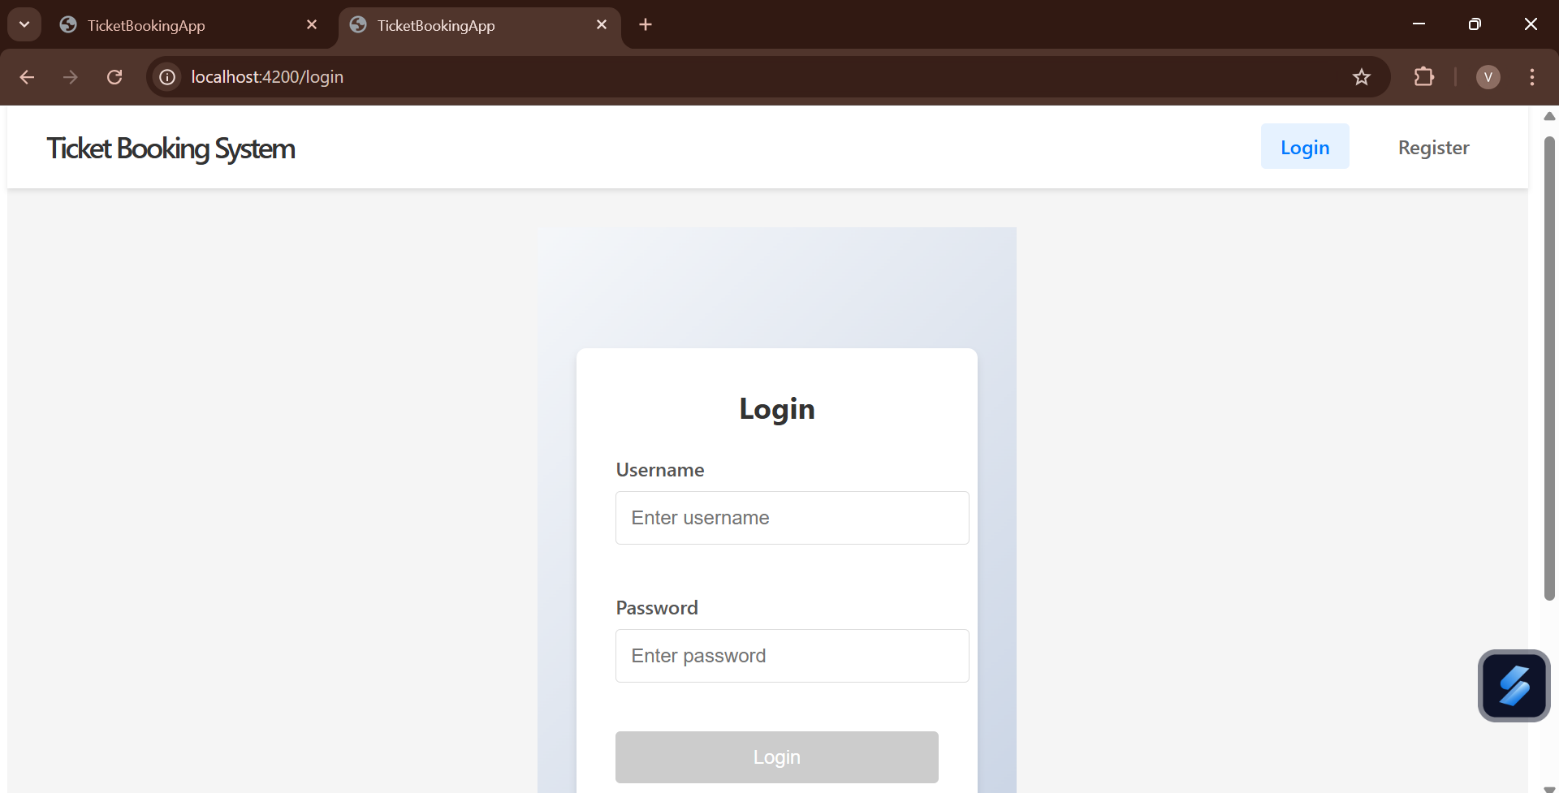 TicketBookingApp
TicketBookingApp
localhost:4200/login
V
Ticket Booking System
Login
Register
Login
Username
Enter username
Password
Enter password
Login